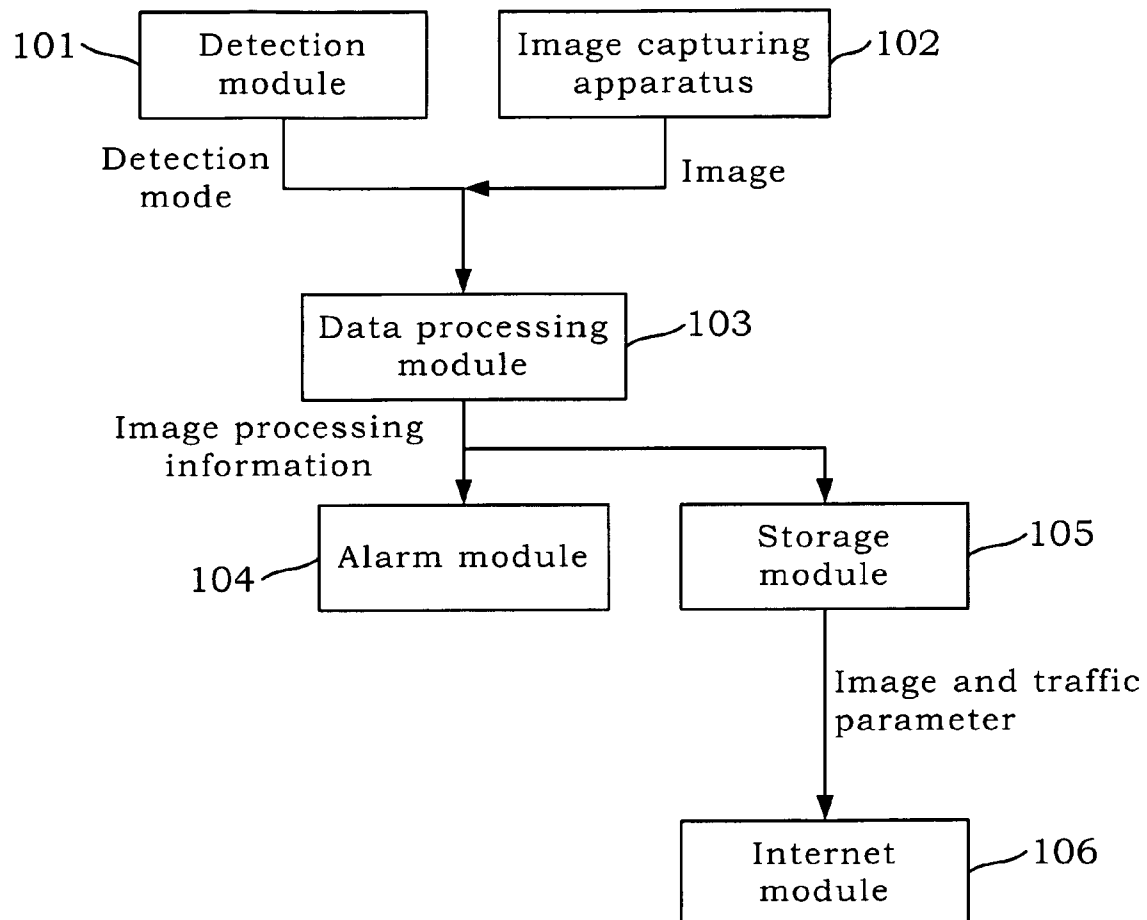 101
Detection
module
Image capturing
apparatus
102
Detection
mode
Image
Data processing
module
103
Image processing
information
Alarm module
104
Storage
module
105
Image and traffic
parameter
Internet
module
106